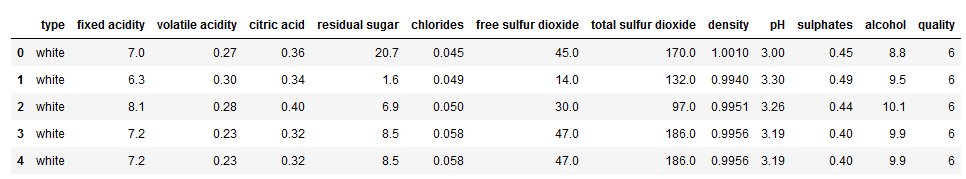 type fixed acidity volatile acidity citric acid residual sugar chlorides free sulfur dioxide total sulfur dioxide density pH sulphates alcohol quality
0 white 7.0 0.27 0.36 20.7 0.045 45.0 170.0 1.0010 3.00 0.45 8.8 6
1 white 6.3 0.30 0.34 1.6 0.049 14.0 132.0 0.9940 3.30 0.49 9.5 6
2 white 8.1 0.28 0.40 6.9 0.050 30.0 97.0 0.9951 3.26 0.44 10.1 6
3 white 7.2 0.23 0.32 8.5 0.058 47.0 186.0 0.9956 3.19 0.40 9.9 6
4 white 7.2 0.23 0.32 8.5 0.058 47.0 186.0 0.9956 3.19 0.40 9.9 6